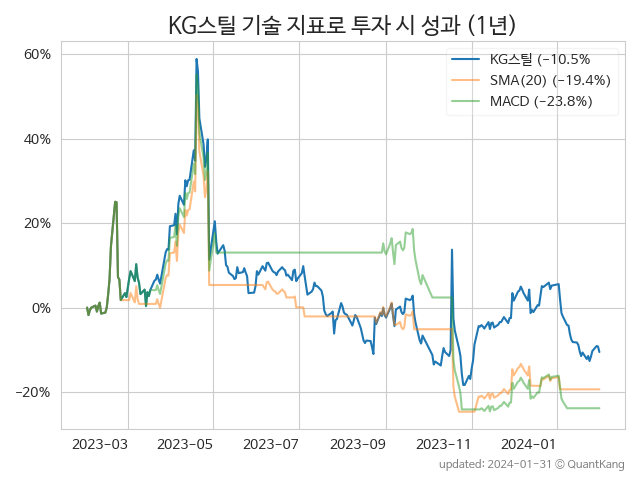 KG스틸 기술 지표로 투자 시 성과 (1년)
60%
40%
20%
0%
−20%
KG스틸 (−10.5%
SMA(20) (−19.4%)
MACD (−23.8%)
2023-03
2023-05
2023-07
2023-09
2023-11
2024-01
updated: 2024-01-31 © QuantKang